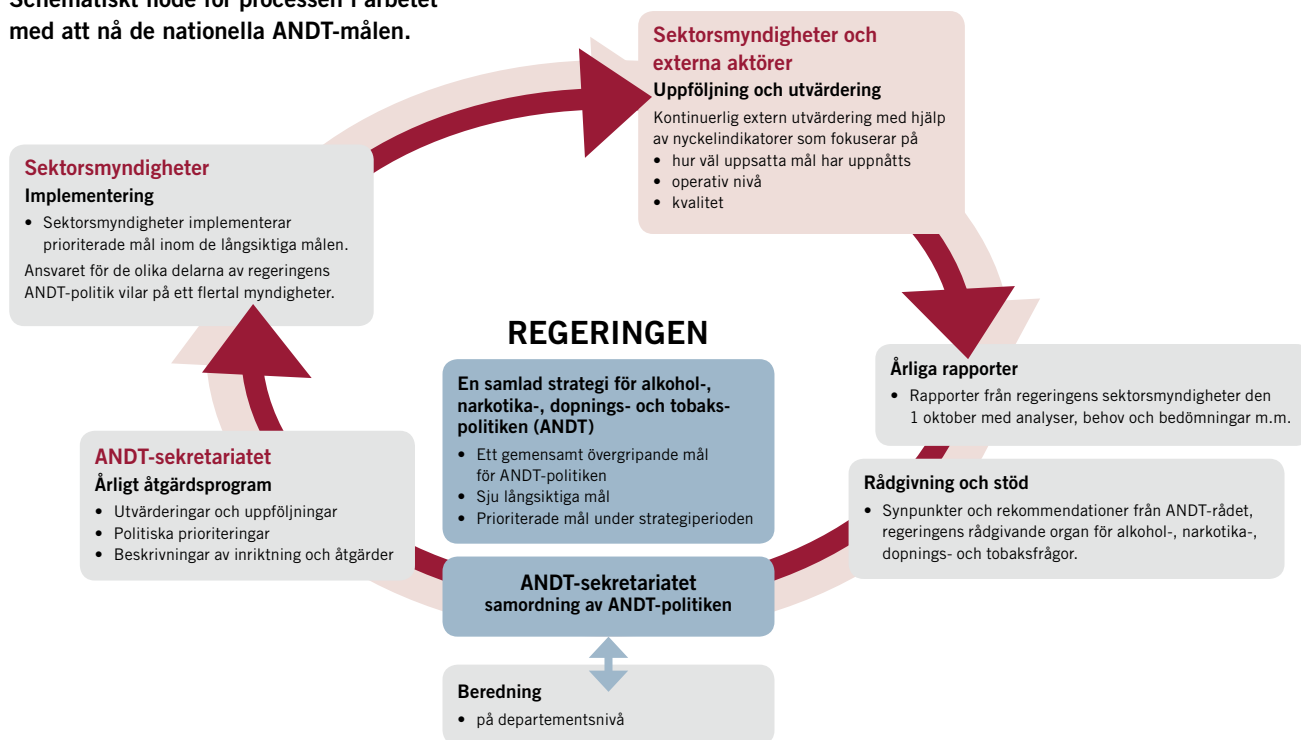 Schematiskt flöde för processen i arbetet
med att nå de nationella ANDT-målen.
Sektorsmyndigheter och
externa aktörer
Uppföljning och utvärdering
Kontinuerlig extern utvärdering med hjälp
av nyckelindikatorer som fokuserar på
• hur väl uppsatta mål har uppnåtts
• operativ nivå
• kvalitet
Sektorsmyndigheter
Implementering
• Sektorsmyndigheter implementerar
prioriterade mål inom de långsiktiga målen.
Ansvaret för de olika delarna av regeringens
ANDT-politik vilar på ett flertal myndigheter.
REGERINGEN
En samlad strategi för alkohol-,
narkotika-, dopnings- och tobaks-
politiken (ANDT)
• Ett gemensamt övergripande mål
för ANDT-politiken
• Sju långsiktiga mål
• Prioriterade mål under strategiperioden
Årliga rapporter
• Rapporter från regeringens sektorsmyndigheter den
1 oktober med analyser, behov och bedömningar m.m.
ANDT-sekretariatet
Årligt åtgärdsprogram
• Utvärderingar och uppföljningar
• Politiska prioriteringar
• Beskrivningar av inriktning och åtgärder
Rådgivning och stöd
• Synpunkter och rekommendationer från ANDT-rådet,
regeringens rådgivande organ för alkohol-, narkotika-,
dopnings- och tobaksfrågor.
ANDT-sekretariatet
samordning av ANDT-politiken
Beredning
• på departementsnivå